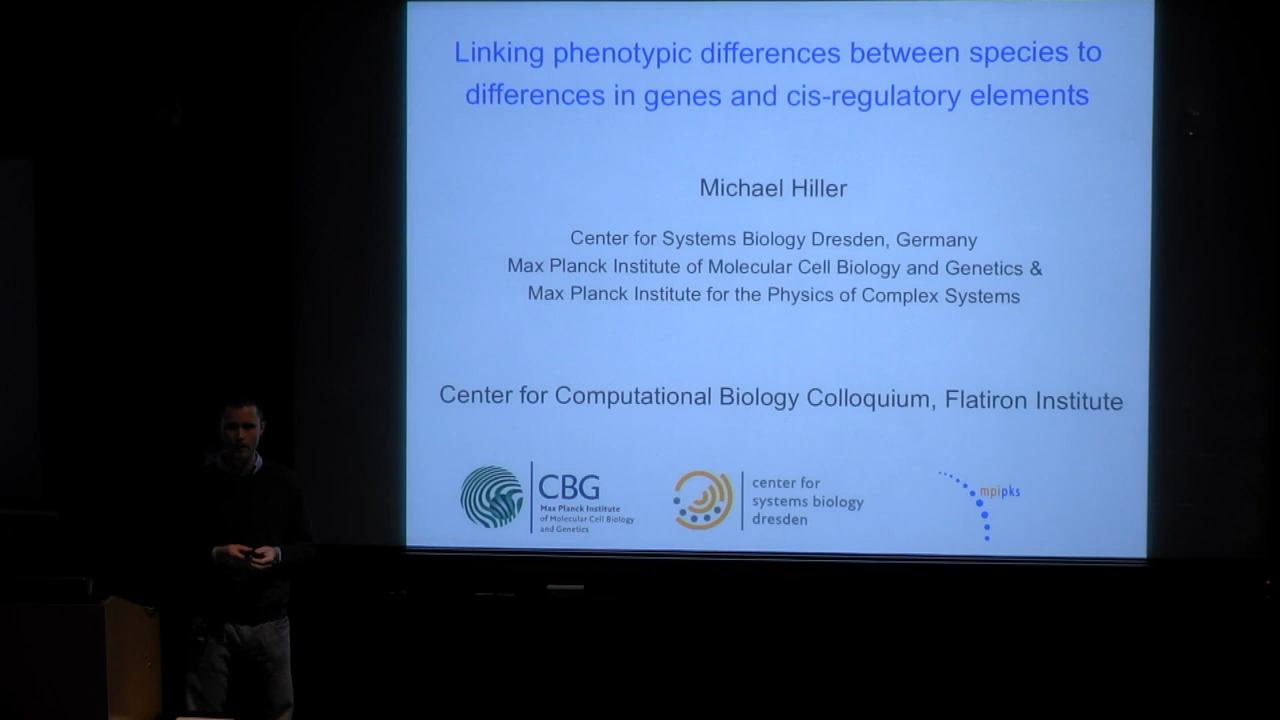 Linking phenotypic differences between species to
differences in genes and cis-regulatory elements
Michael Hiller
Center for Systems Biology Dresden, Germany
Max Planck Institute of Molecular Cell Biology and Genetics &
Max Planck Institute for the Physics of Complex Systems
Center for Computational Biology Colloquium, Flatiron Institute
CBG
Max Planck Institute
of Molecular Cell Biology
and Genetics
center for
systems biology
dresden
mpipks